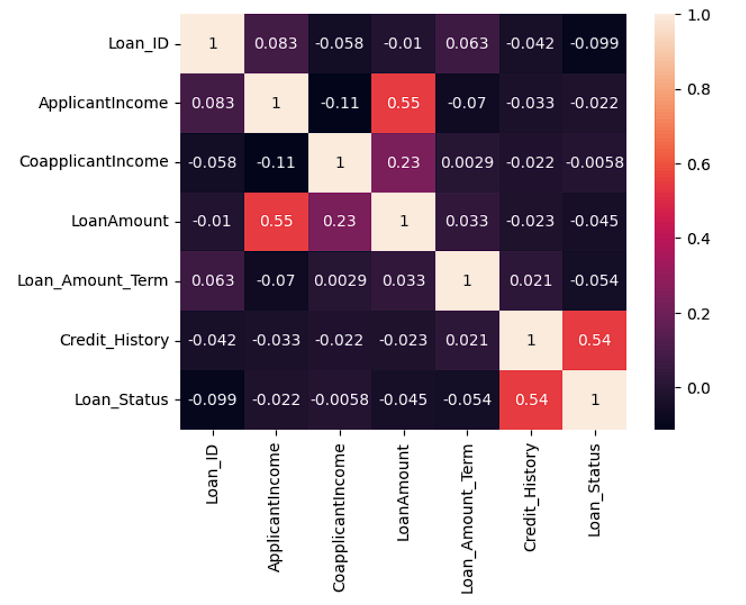 Loan_ID 1 0.083 -0.058 -0.01 0.063 -0.042 -0.099
ApplicantIncome 0.083 1 -0.11 0.55 -0.07 -0.033 -0.022
CoapplicantIncome -0.058 -0.11 1 0.23 0.0029 -0.022 -0.0058
LoanAmount -0.01 0.55 0.23 1 0.033 -0.023 -0.045
Loan_Amount_Term 0.063 -0.07 0.0029 0.033 1 0.021 -0.054
Credit_History -0.042 -0.033 -0.022 -0.023 0.021 1 0.54
Loan_Status -0.099 -0.022 -0.0058 -0.045 -0.054 0.54 1
Loan_ID
ApplicantIncome
CoapplicantIncome
LoanAmount
Loan_Amount_Term
Credit_History
Loan_Status
1.0
0.8
0.6
0.4
0.2
0.0